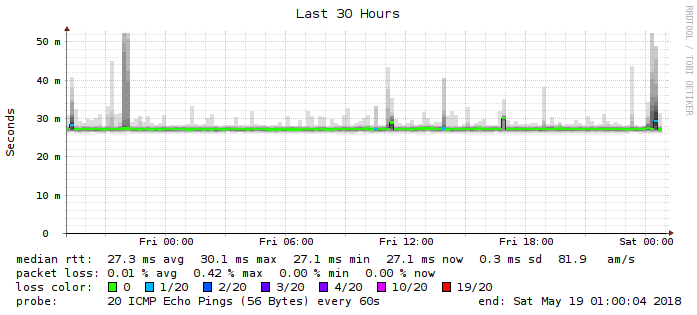 Last 30 Hours
RRDTOOL / TOBI OETIKER
Seconds
50 m
40 m
30 m
20 m
10 m
0
Fri 00:00 Fri 06:00 Fri 12:00 Fri 18:00 Sat 00:00
median rtt: 27.3 ms avg 30.1 ms max 27.1 ms min 27.1 ms now 0.3 ms sd 81.9 am/s
packet loss: 0.01 % avg 0.42 % max 0.00 % min 0.00 % now
loss color: 0 1/20 2/20 3/20 4/20 10/20 19/20
probe: 20 ICMP Echo Pings (56 Bytes) every 60s end: Sat May 19 01:00:04 2018